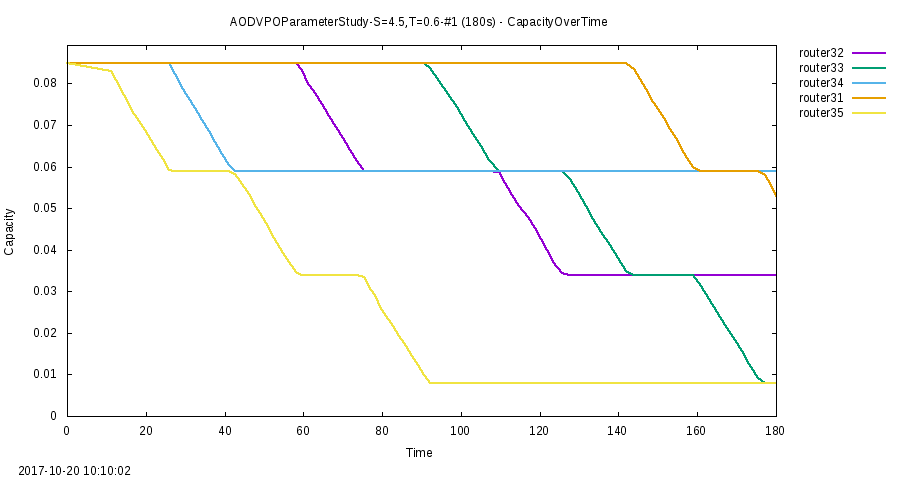 AODVPOParameterStudy-S=4.5,T=0.6-#1 (180s) - CapacityOverTime
router32
router33
router34
router31
router35
0.08
0.07
0.06
0.05
0.04
0.03
0.02
0.01
0
Capacity
0 20 40 60 80 100 120 140 160 180
Time
2017-10-20 10:10:02